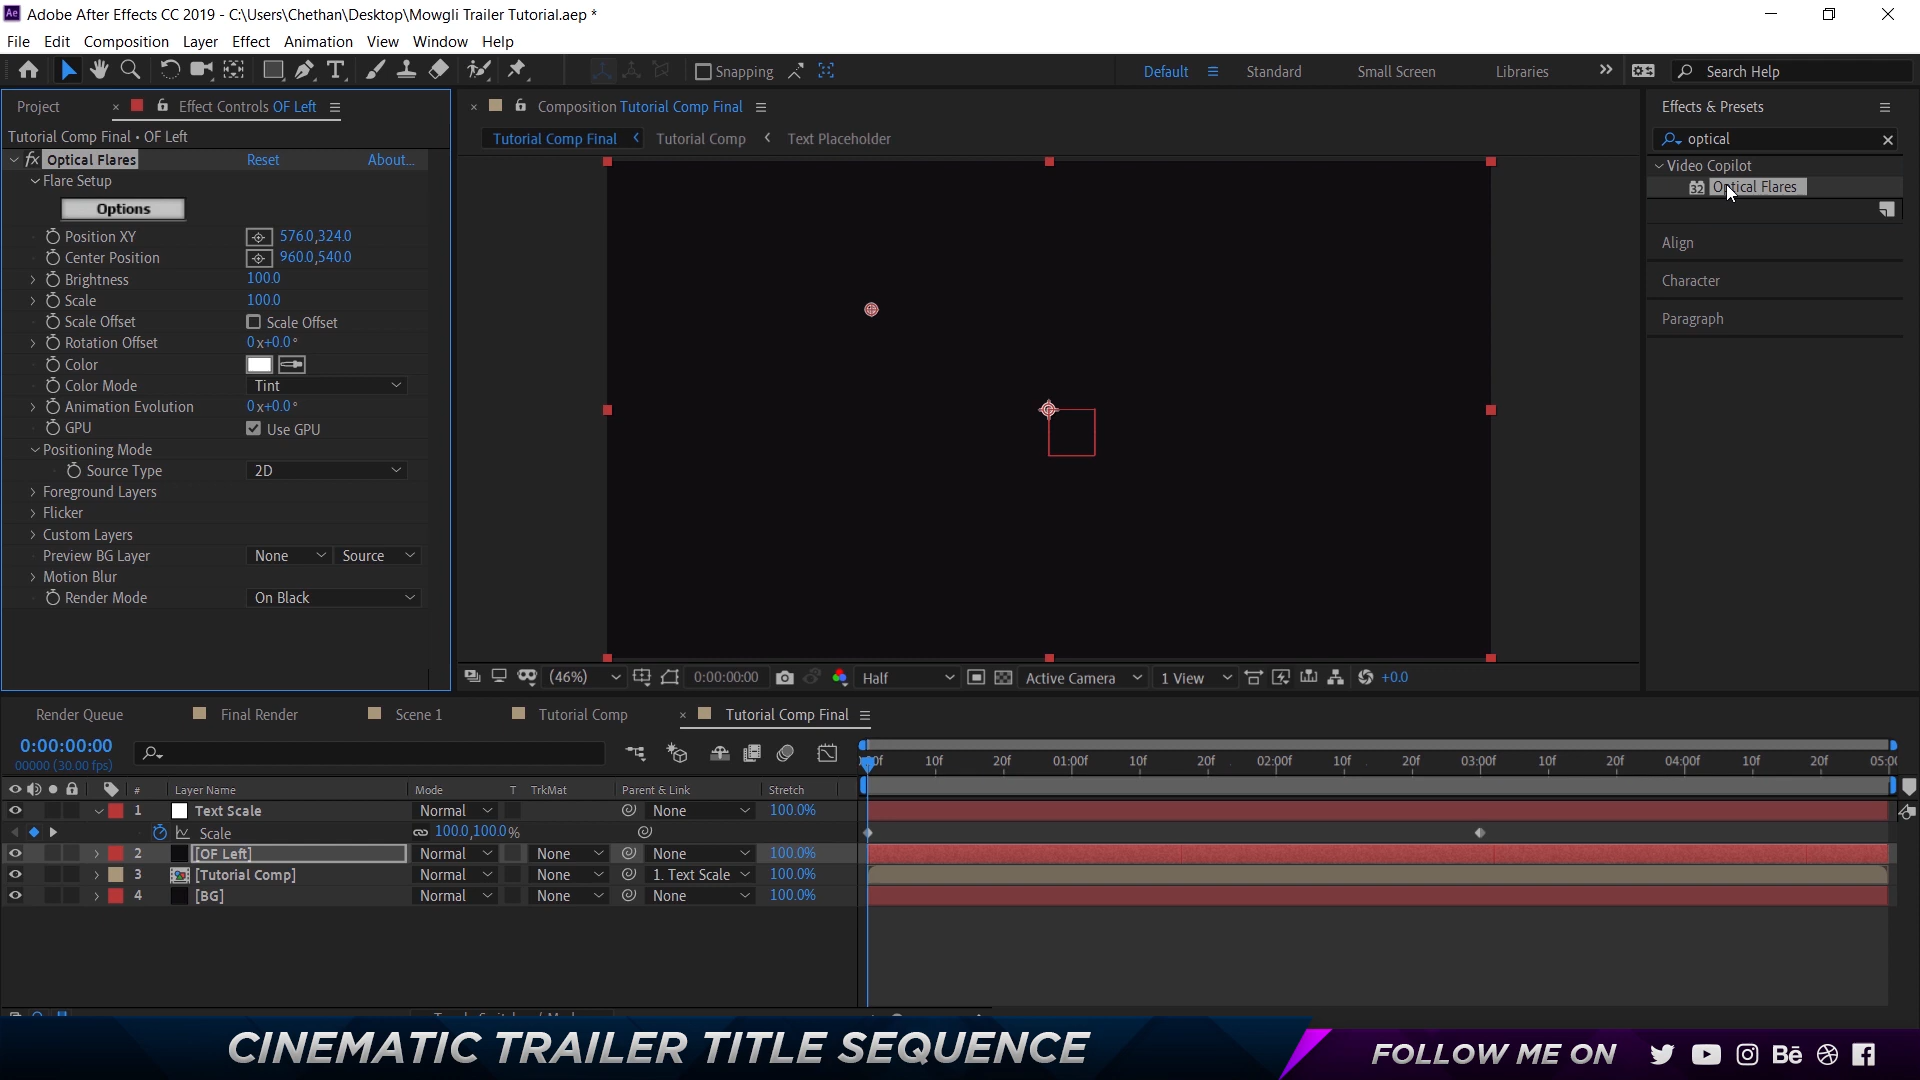 Adobe After Effects CC 2019 - C:\Users\Chethan\Desktop\Mowgli Trailer Tutorial.aep *
File Edit Composition Layer Effect Animation View Window Help
Snapping
Default Standard Small Screen Libraries Search Help
Project Effect Controls OF Left
Tutorial Comp Final • OF Left
fx Optical Flares Reset About...
Flare Setup
Options
Position XY 576.0,324.0
Center Position 960.0,540.0
Brightness 100.0
Scale 100.0
Scale Offset Scale Offset
Rotation Offset 0x+0.0°
Color
Color Mode Tint
Animation Evolution 0x+0.0°
GPU Use GPU
Positioning Mode
Source Type 2D
Foreground Layers
Flicker
Custom Layers
Preview BG Layer None Source
Motion Blur
Render Mode On Black
Composition Tutorial Comp Final
Tutorial Comp Final Tutorial Comp Text Placeholder
(46%) 0:00:00:00 Half Active Camera 1 View +0.0
Effects & Presets
optical
Video Copilot
32 Optical Flares
Align
Character
Paragraph
Render Queue Final Render Scene 1 Tutorial Comp Tutorial Comp Final
0:00:00:00
00000 (30.00 fps)
10f 20f 01:00f 10f 20f 02:00f 10f 20f 03:00f 10f 20f 04:00f 10f 20f
# Layer Name Mode T TrkMat Parent & Link Stretch
1 Text Scale Normal None 100.0%
Scale 100.0,100.0%
2 [OF Left] Normal None None 100.0%
3 [Tutorial Comp] Normal None 1. Text Scale 100.0%
4 [BG] Normal None None 100.0%
CINEMATIC TRAILER TITLE SEQUENCE
FOLLOW ME ON
Bē